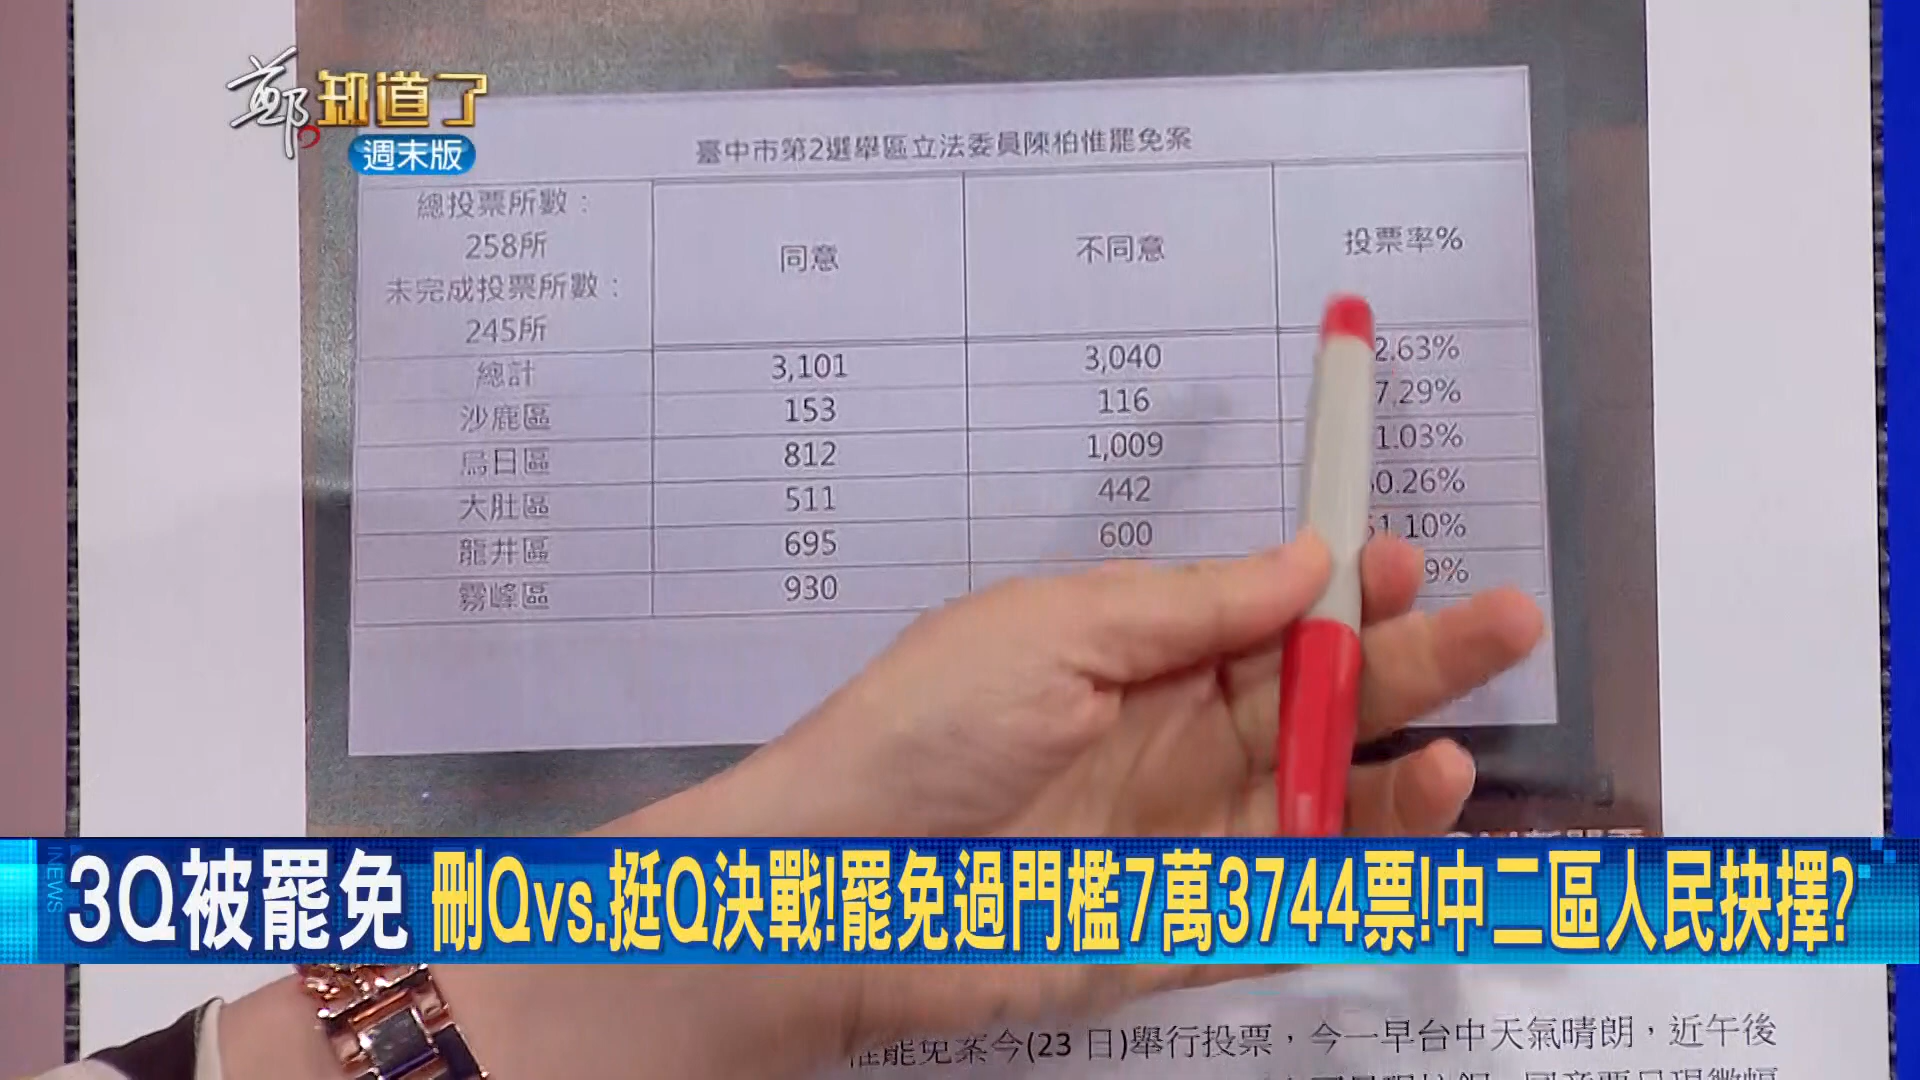 鄭知道了
週末版
臺中市第2選舉區立法委員陳柏惟罷免案
總投票所數：
258所
未完成投票所數：
245所
同意
不同意
投票率%
總計 3,101 3,040 2.63%
沙鹿區 153 116 7.29%
烏日區 812 1,009 1.03%
大肚區 511 442 0.26%
龍井區 695 600 51.10%
霧峰區 930 9%
INEWS
3Q被罷免 刪Qvs.挺Q決戰!罷免過門檻7萬3744票!中二區人民抉擇?
惟罷免案今(23 日)舉行投票，今一早台中天氣晴朗，近午後